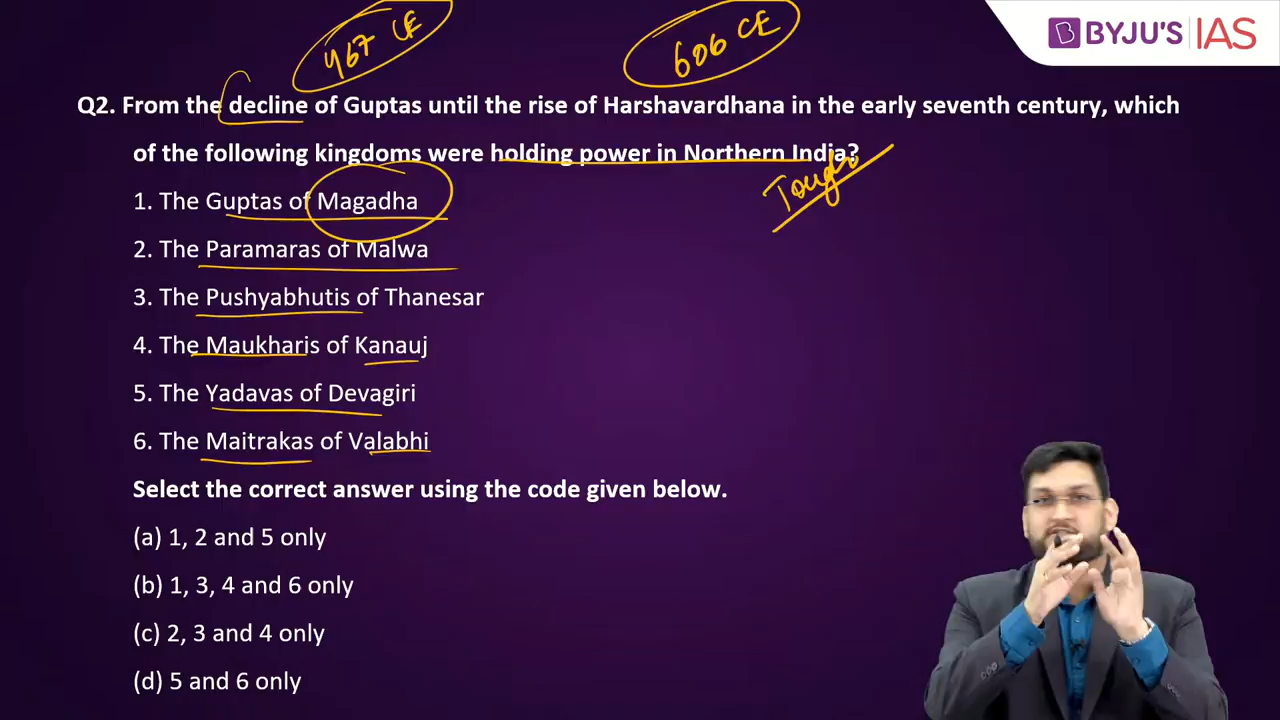 467 CE
606 CE
BYJU'S IAS
Q2. From the decline of Guptas until the rise of Harshavardhana in the early seventh century, which
of the following kingdoms were holding power in Northern India?
Tough
1. The Guptas of Magadha
2. The Paramaras of Malwa
3. The Pushyabhutis of Thanesar
4. The Maukharis of Kanauj
5. The Yadavas of Devagiri
6. The Maitrakas of Valabhi
Select the correct answer using the code given below.
(a) 1, 2 and 5 only
(b) 1, 3, 4 and 6 only
(c) 2, 3 and 4 only
(d) 5 and 6 only